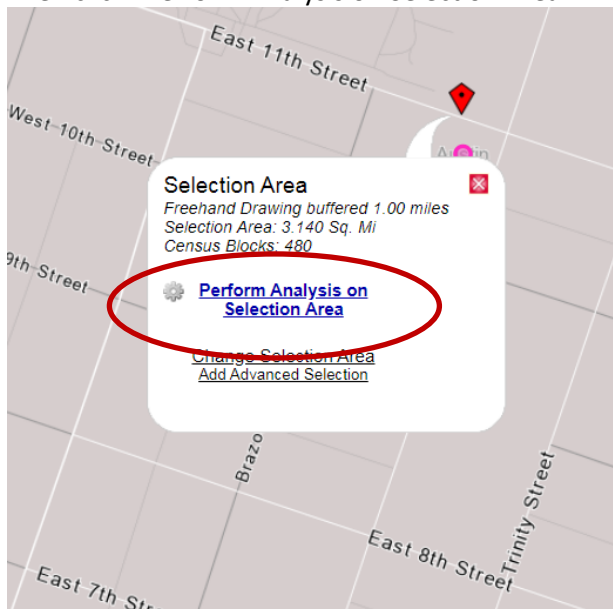 East 11th Street
West 10th Street
Selection Area
Freehand Drawing buffered 1.00 miles
Selection Area: 3.140 Sq. Mi
Census Blocks: 480
9th Street
Perform Analysis on
Selection Area
Change Selection Area
Add Advanced Selection
Brazo
Trinity Street
East 8th Street
East 7th Str